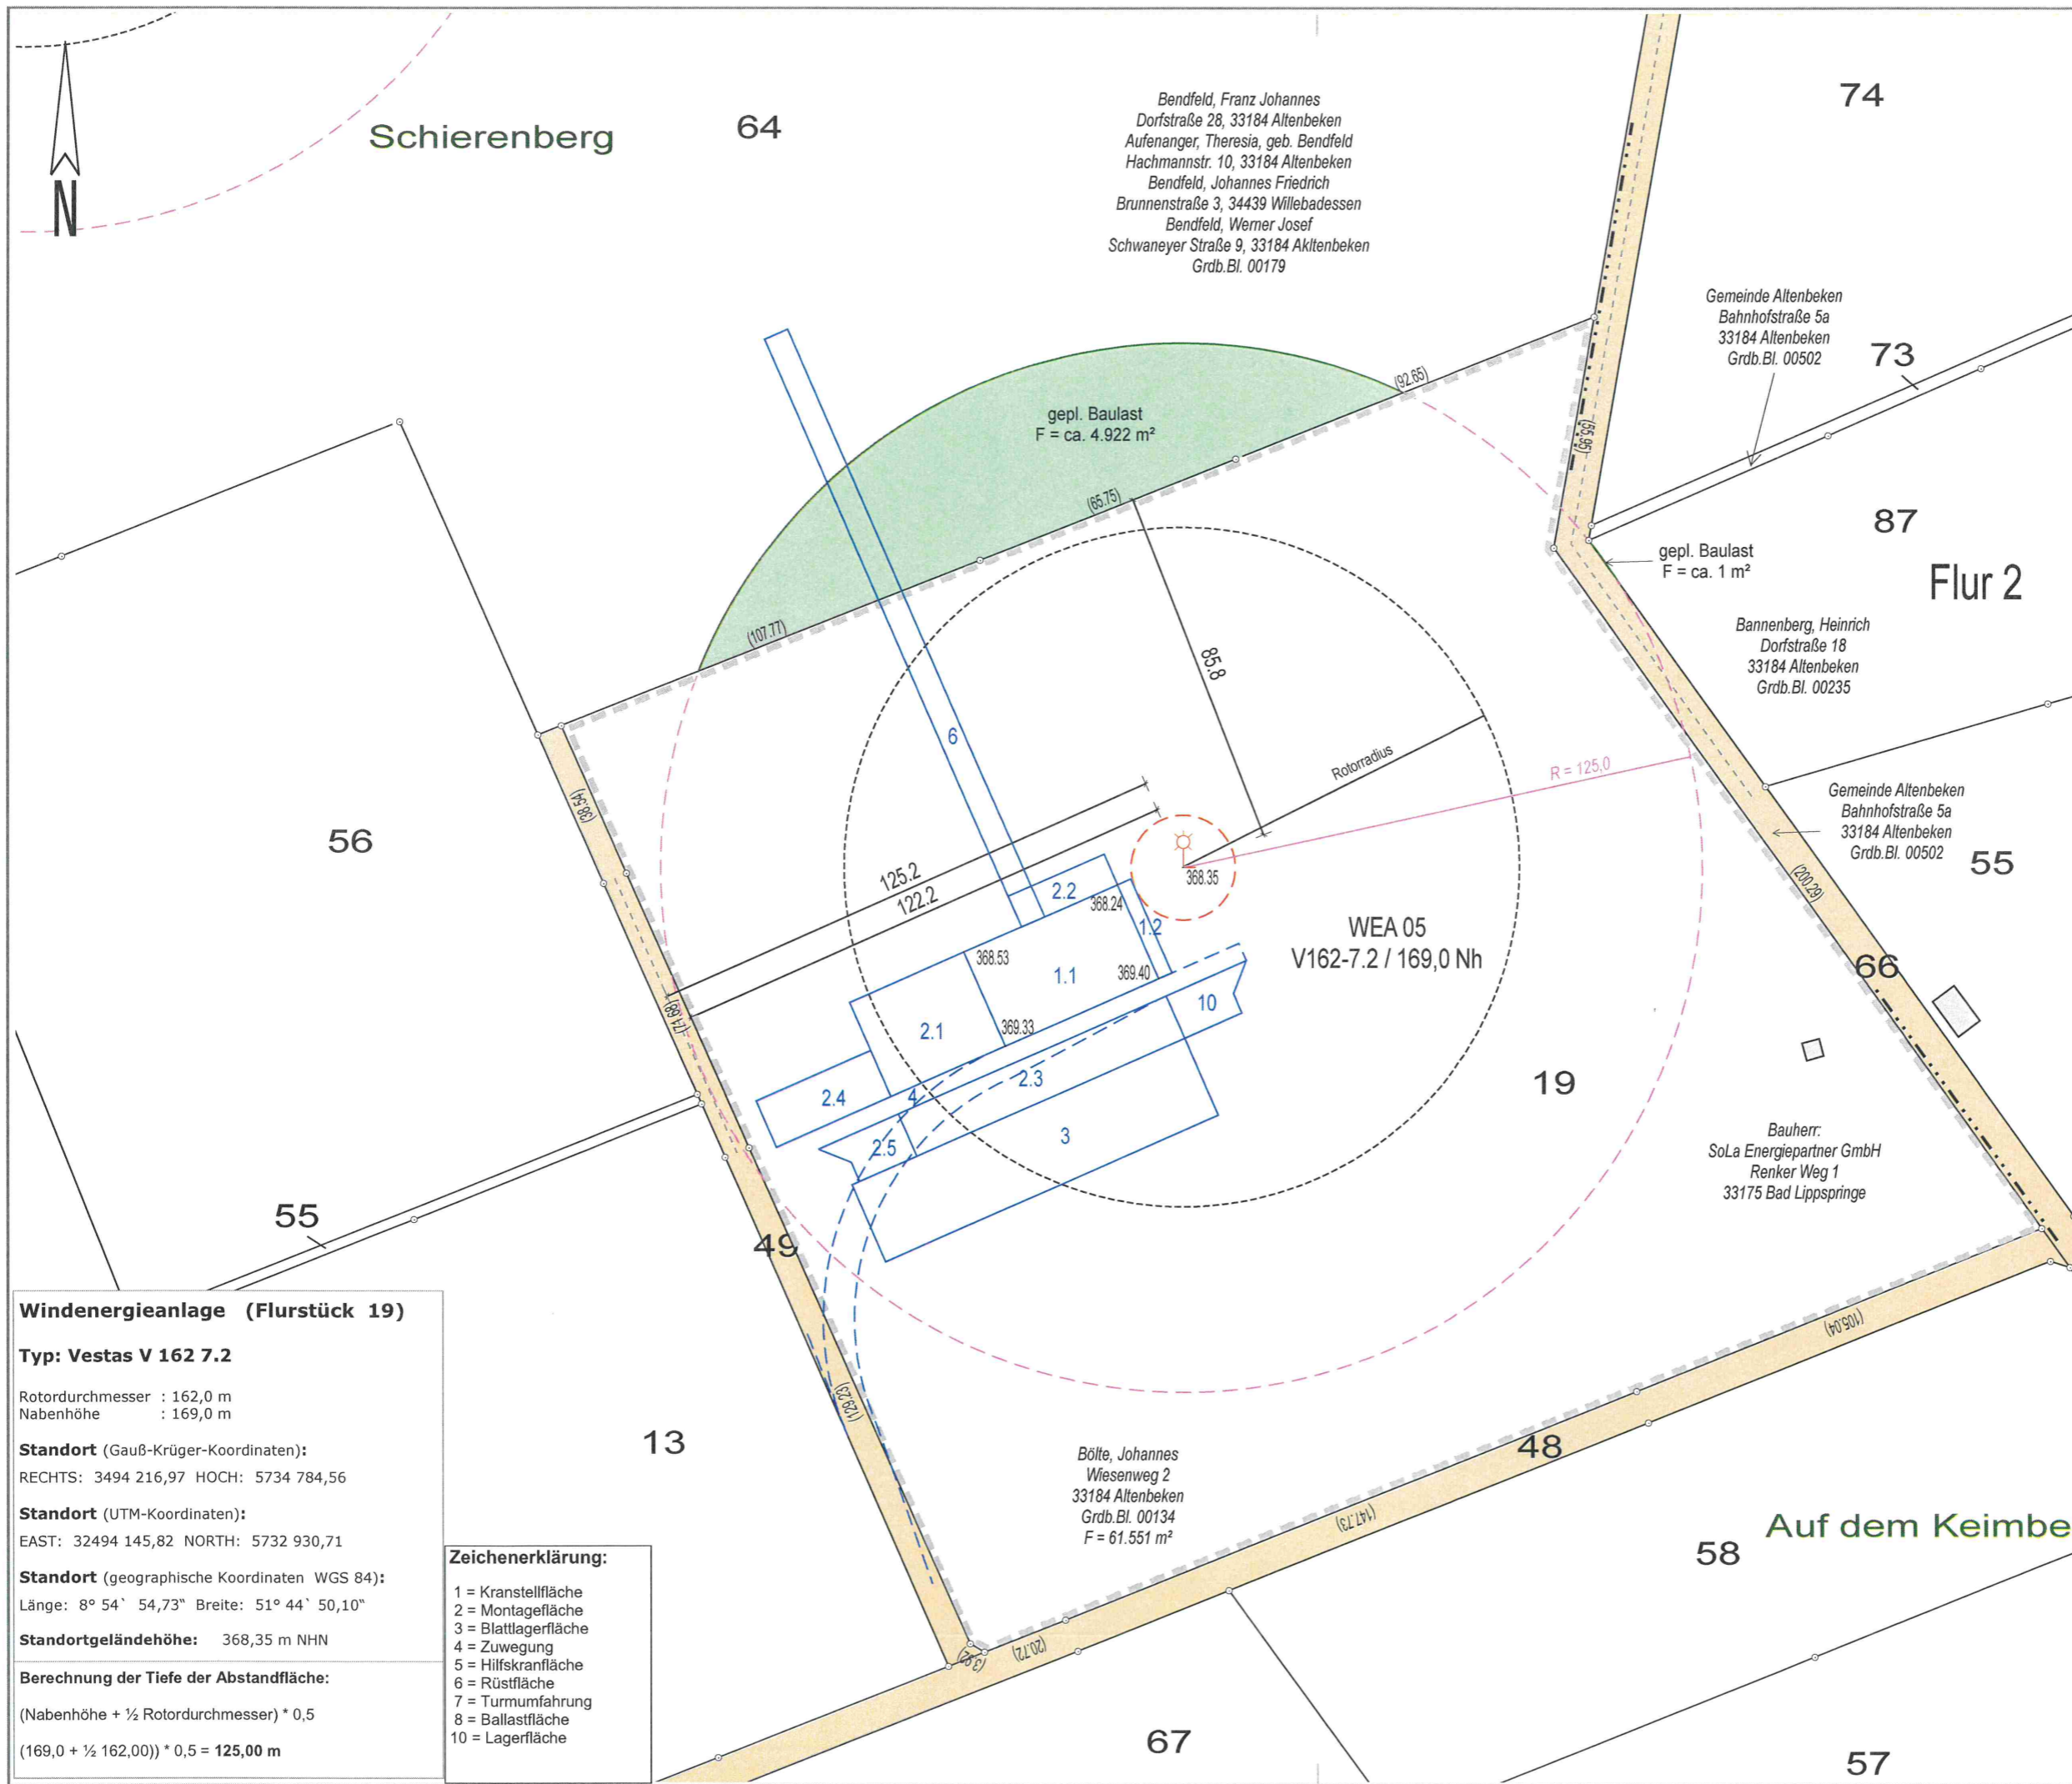 N
Schierenberg
64
Bendfeld, Franz Johannes
Dorfstraße 28, 33184 Altenbeken
Aufenanger, Theresia, geb. Bendfeld
Hachmannstr. 10, 33184 Altenbeken
Bendfeld, Johannes Friedrich
Brunnenstraße 3, 34439 Willebadessen
Bendfeld, Werner Josef
Schwaneyer Straße 9, 33184 Akltenbeken
Grdb.Bl. 00179
74
Gemeinde Altenbeken
Bahnhofstraße 5a
33184 Altenbeken
Grdb.Bl. 00502
73
(92.65)
gepl. Baulast
F = ca. 4.922 m²
(55.95)
(65.75)
87
gepl. Baulast
F = ca. 1 m²
Flur 2
(107.77)
Bannenberg, Heinrich
Dorfstraße 18
33184 Altenbeken
Grdb.Bl. 00235
85.8
6
Rotorradius
R = 125,0
(38.54)
56
Gemeinde Altenbeken
Bahnhofstraße 5a
33184 Altenbeken
Grdb.Bl. 00502
55
125.2
122.2
368.35
2.2
368.24
1.2
(200.29)
WEA 05
V162-7.2 / 169,0 Nh
368.53
1.1
369.40
66
(71.68)
10
2.1
369.33
2.3
19
2.4
4
3
2.5
Bauherr:
SoLa Energiepartner GmbH
Renker Weg 1
33175 Bad Lippspringe
55
49
(105.04)
(129.23)
13
48
Bölte, Johannes
Wiesenweg 2
33184 Altenbeken
Grdb.Bl. 00134
F = 61.551 m²
(147.73)
Auf dem Keimbe
58
(20.72)
(3.92)
67
57
Windenergieanlage (Flurstück 19)
Typ: Vestas V 162 7.2
Rotordurchmesser : 162,0 m
Nabenhöhe : 169,0 m
Standort (Gauß-Krüger-Koordinaten):
RECHTS: 3494 216,97 HOCH: 5734 784,56
Standort (UTM-Koordinaten):
EAST: 32494 145,82 NORTH: 5732 930,71
Standort (geographische Koordinaten WGS 84):
Länge: 8° 54` 54,73" Breite: 51° 44` 50,10"
Standortgeländehöhe: 368,35 m NHN
Berechnung der Tiefe der Abstandfläche:
(Nabenhöhe + ½ Rotordurchmesser) * 0,5
(169,0 + ½ 162,00)) * 0,5 = 125,00 m
Zeichenerklärung:
1 = Kranstellfläche
2 = Montagefläche
3 = Blattlagerfläche
4 = Zuwegung
5 = Hilfskranfläche
6 = Rüstfläche
7 = Turmumfahrung
8 = Ballastfläche
10 = Lagerfläche